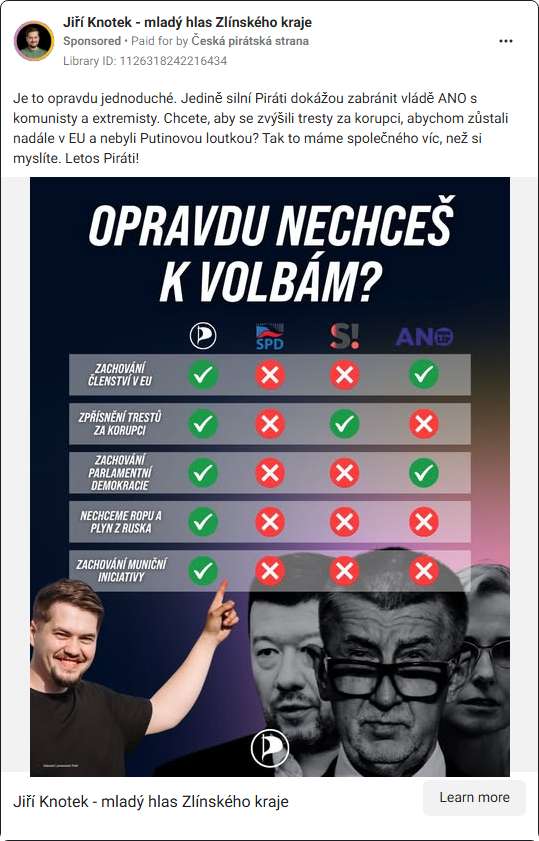 Jiří Knotek - mladý hlas Zlínského kraje
Sponsored • Paid for by Česká pirátská strana
Library ID: 1126318242216434
Je to opravdu jednoduché. Jedině silní Piráti dokážou zabránit vládě ANO s
komunisty a extremisty. Chcete, aby se zvýšili tresty za korupci, abychom zůstali
nadále v EU a nebyli Putinovou loutkou? Tak to máme společného víc, než si
myslíte. Letos Piráti!
OPRAVDU NECHCEŠ
K VOLBÁM?
SPD S! ANO
ZACHOVÁNÍ
ČLENSTVÍ V EU
ZPŘÍSNĚNÍ TRESTŮ
ZA KORUPCI
ZACHOVÁNÍ
PARLAMENTNÍ
DEMOKRACIE
NECHCEME ROPU A
PLYN Z RUSKA
ZACHOVÁNÍ MUNIČNÍ
INICIATIVY
Jiří Knotek - mladý hlas Zlínského kraje
Learn more